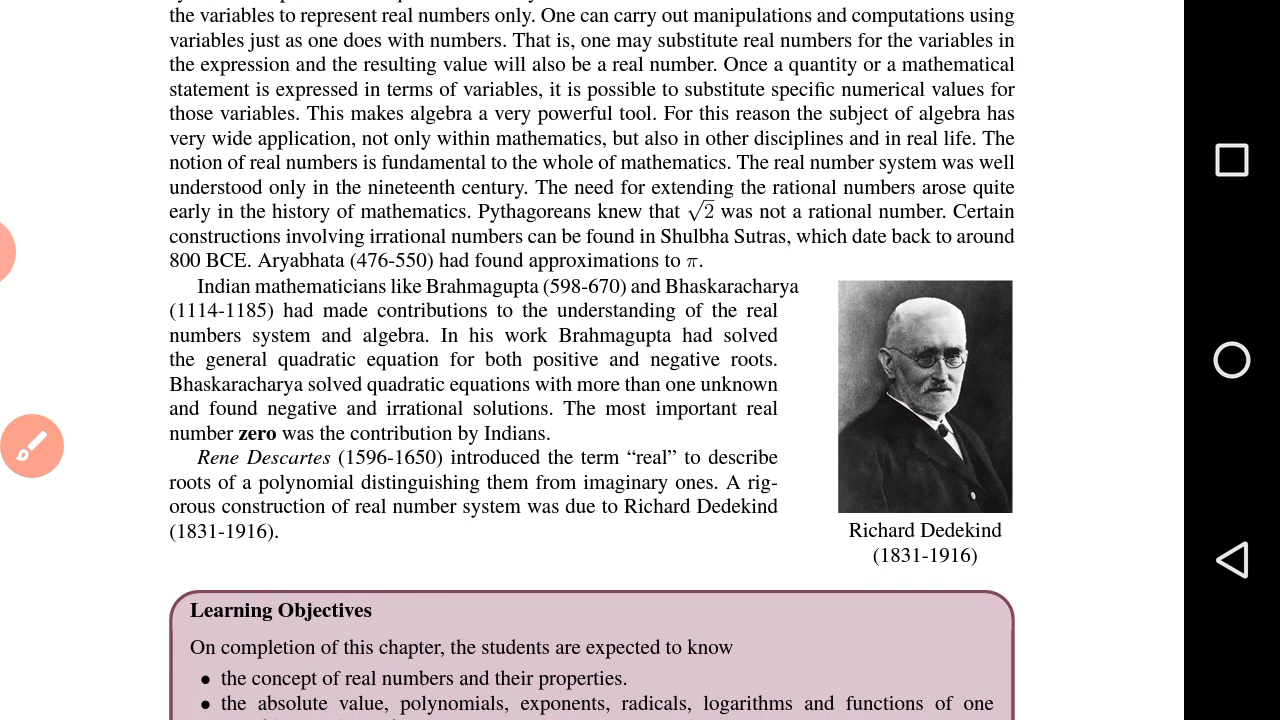 the variables to represent real numbers only. One can carry out manipulations and computations using
variables just as one does with numbers. That is, one may substitute real numbers for the variables in
the expression and the resulting value will also be a real number. Once a quantity or a mathematical
statement is expressed in terms of variables, it is possible to substitute specific numerical values for
those variables. This makes algebra a very powerful tool. For this reason the subject of algebra has
very wide application, not only within mathematics, but also in other disciplines and in real life. The
notion of real numbers is fundamental to the whole of mathematics. The real number system was well
understood only in the nineteenth century. The need for extending the rational numbers arose quite
early in the history of mathematics. Pythagoreans knew that √2 was not a rational number. Certain
constructions involving irrational numbers can be found in Shulbha Sutras, which date back to around
800 BCE. Aryabhata (476-550) had found approximations to π.
Indian mathematicians like Brahmagupta (598-670) and Bhaskaracharya
(1114-1185) had made contributions to the understanding of the real
numbers system and algebra. In his work Brahmagupta had solved
the general quadratic equation for both positive and negative roots.
Bhaskaracharya solved quadratic equations with more than one unknown
and found negative and irrational solutions. The most important real
number zero was the contribution by Indians.
Rene Descartes (1596-1650) introduced the term “real” to describe
roots of a polynomial distinguishing them from imaginary ones. A rig-
orous construction of real number system was due to Richard Dedekind
(1831-1916).
Richard Dedekind
(1831-1916)
Learning Objectives
On completion of this chapter, the students are expected to know
• the concept of real numbers and their properties.
• the absolute value, polynomials, exponents, radicals, logarithms and functions of one